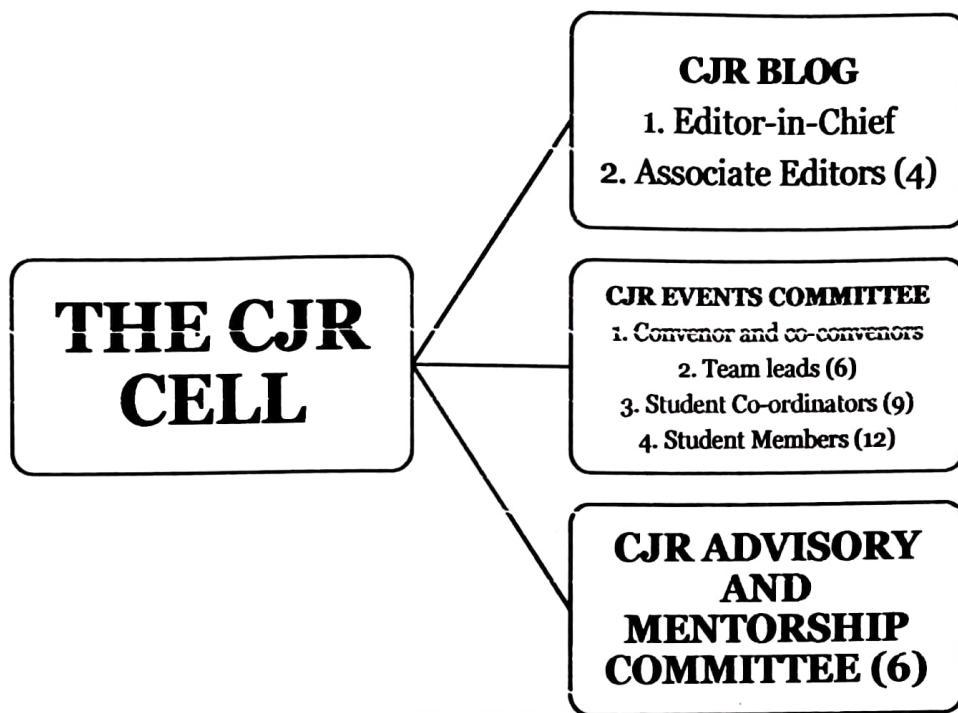 THE CJR
CELL
CJR BLOG
1. Editor-in-Chief
2. Associate Editors (4)
CJR EVENTS COMMITTEE
1. Convenor and co-convenors
2. Team leads (6)
3. Student Co-ordinators (9)
4. Student Members (12)
CJR ADVISORY
AND
MENTORSHIP
COMMITTEE (6)